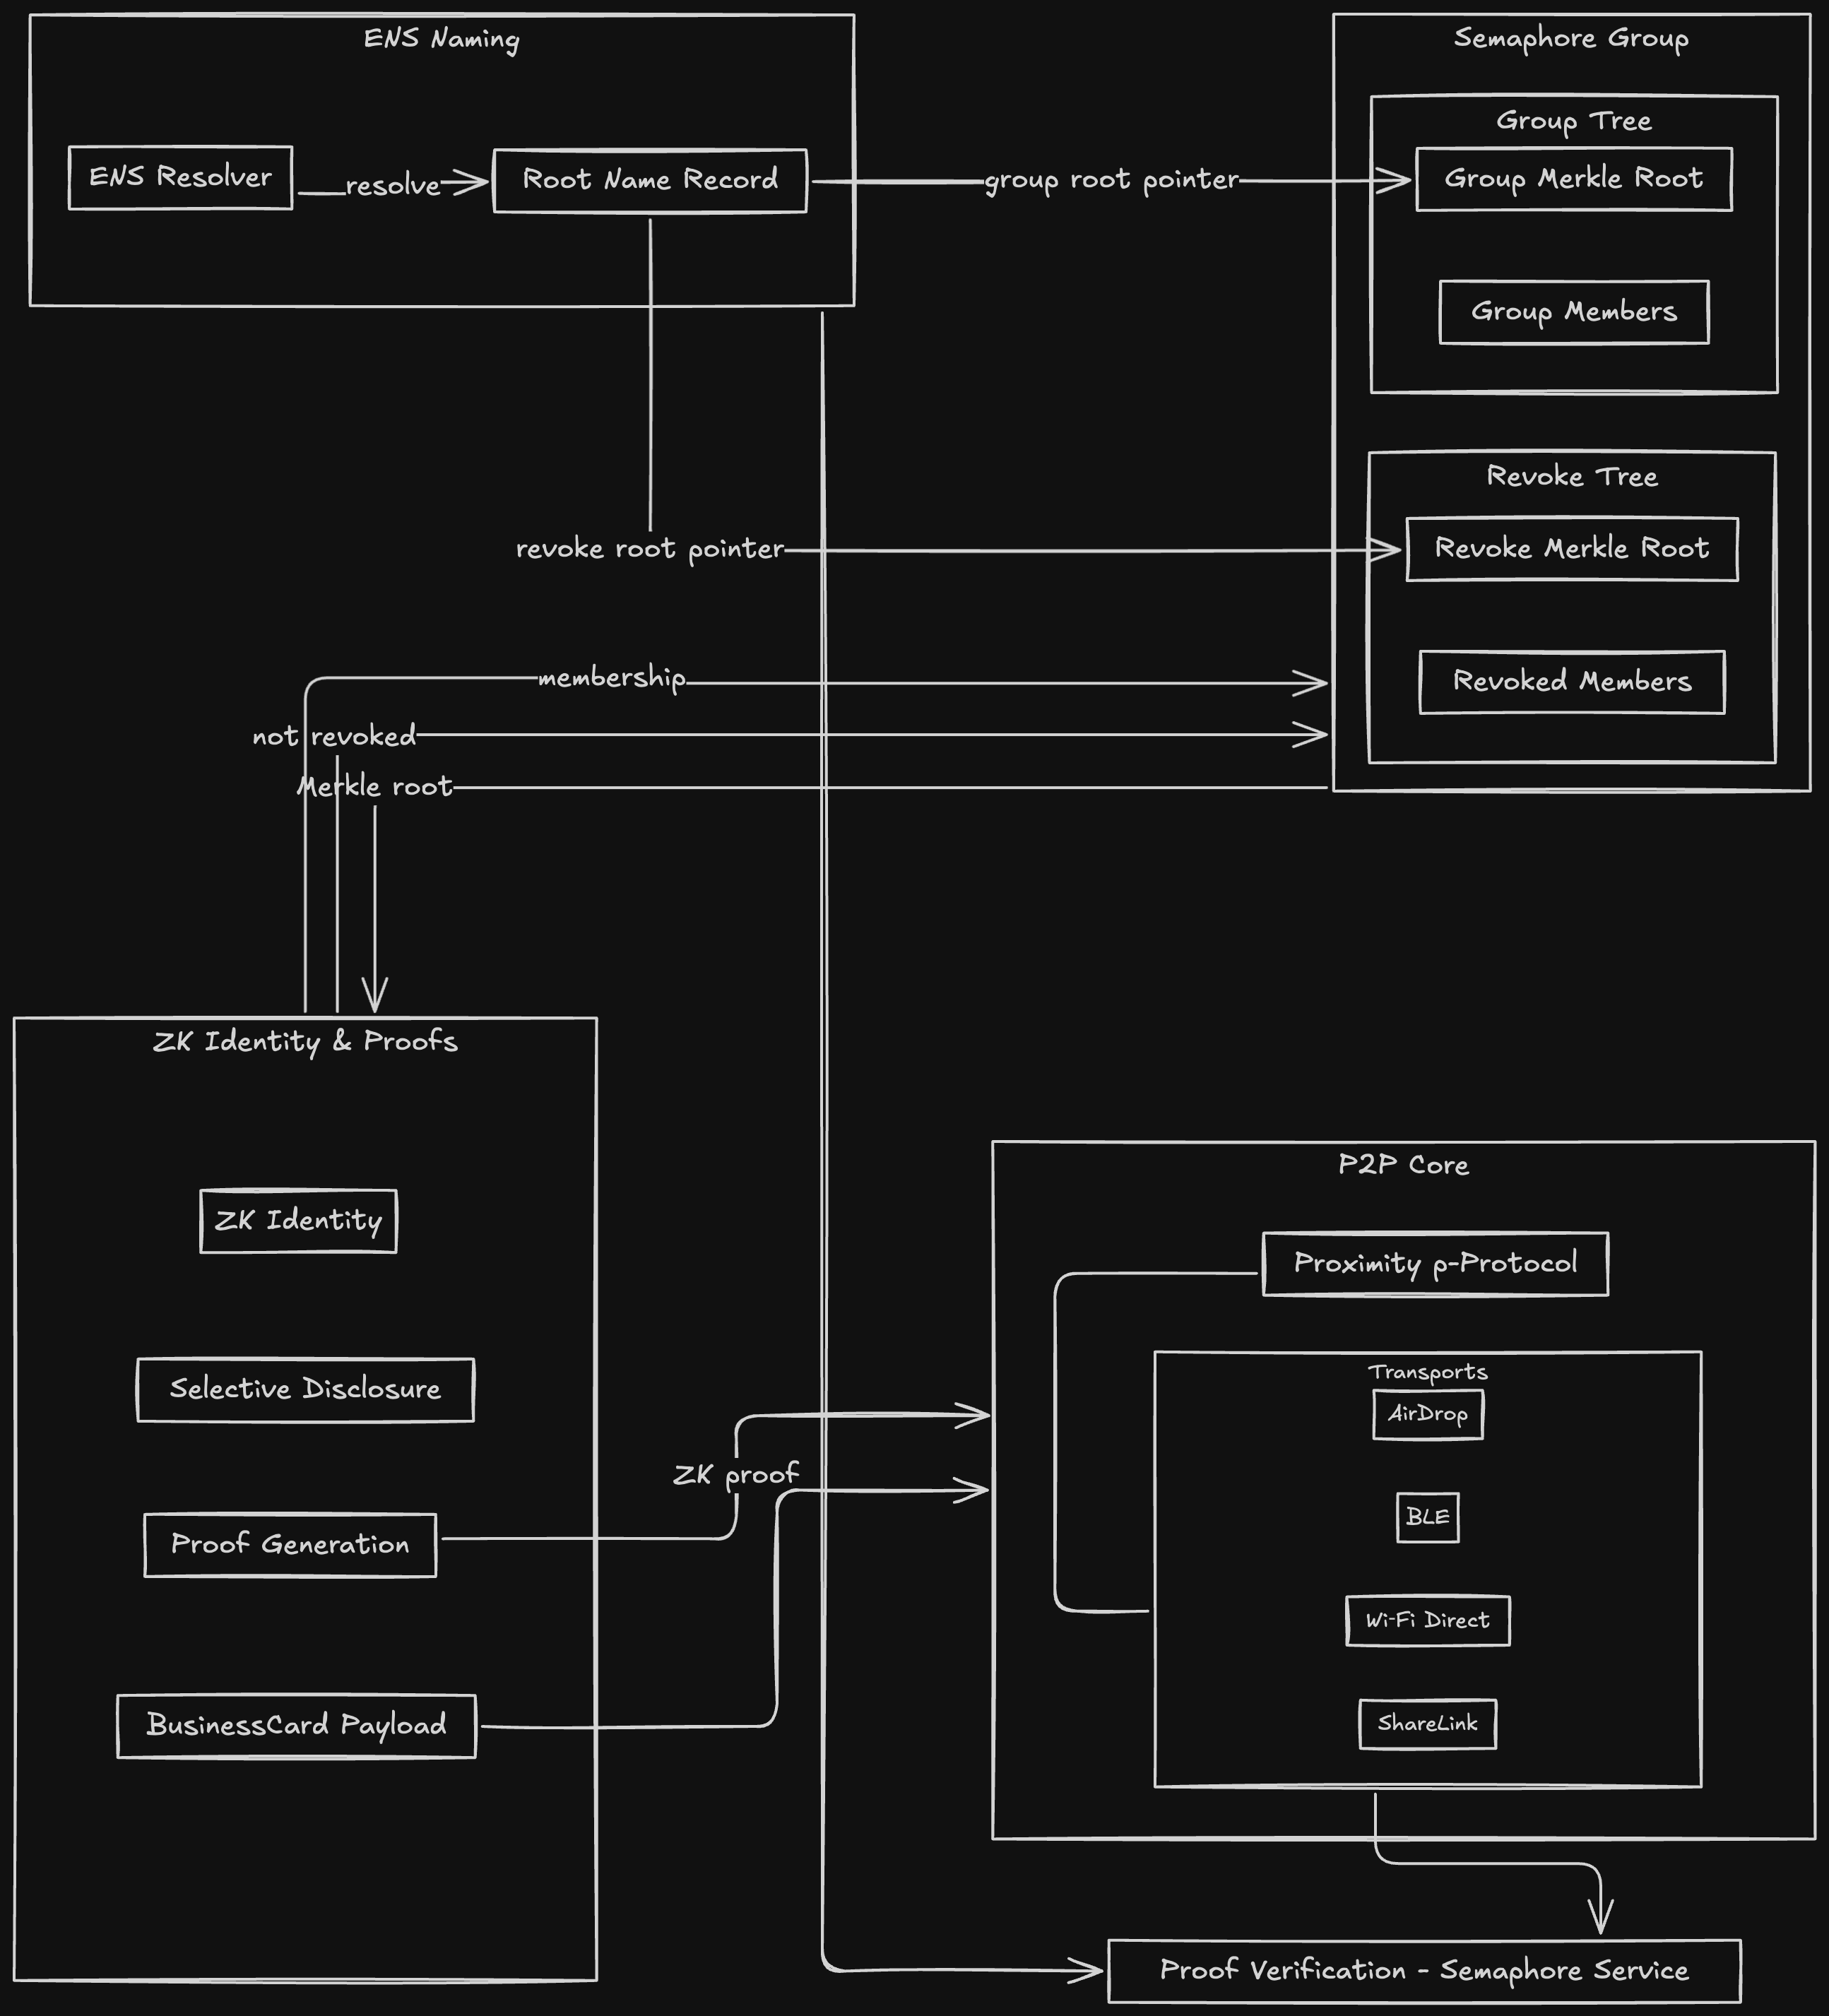 ENS Naming
Semaphore Group
Group Tree
ENS Resolver
resolve
Root Name Record
group root pointer
Group Merkle Root
Group Members
Revoke Tree
revoke root pointer
Revoke Merkle Root
membership
Revoked Members
not revoked
Merkle root
ZK Identity & Proofs
P2P Core
ZK Identity
Proximity p-Protocol
Transports
Selective Disclosure
AirDrop
ZK proof
BLE
Proof Generation
Wi-Fi Direct
BusinessCard Payload
ShareLink
Proof Verification - Semaphore Service